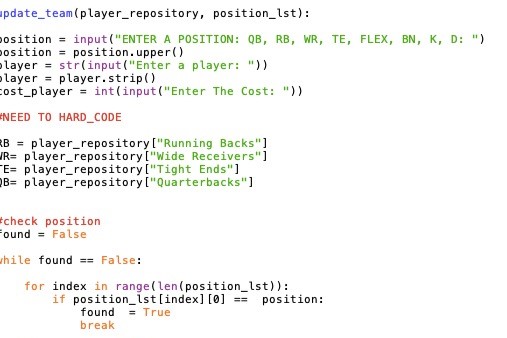 update_team(player_repository, position_lst):
position = input("ENTER A POSITION: QB, RB, WR, TE, FLEX, BN, K, D: ")
position = position.upper()
player = str(input("Enter a player: "))
player = player.strip()
cost_player = int(input("Enter The Cost: "))
#NEED TO HARD_CODE
RB = player_repository["Running Backs"]
WR= player_repository["Wide Receivers"]
TE= player_repository["Tight Ends"]
QB= player_repository["Quarterbacks"]
#check position
found = False
while found == False:
for index in range(len(position_lst)):
if position_lst[index][0] ==  position:
found  = True
break